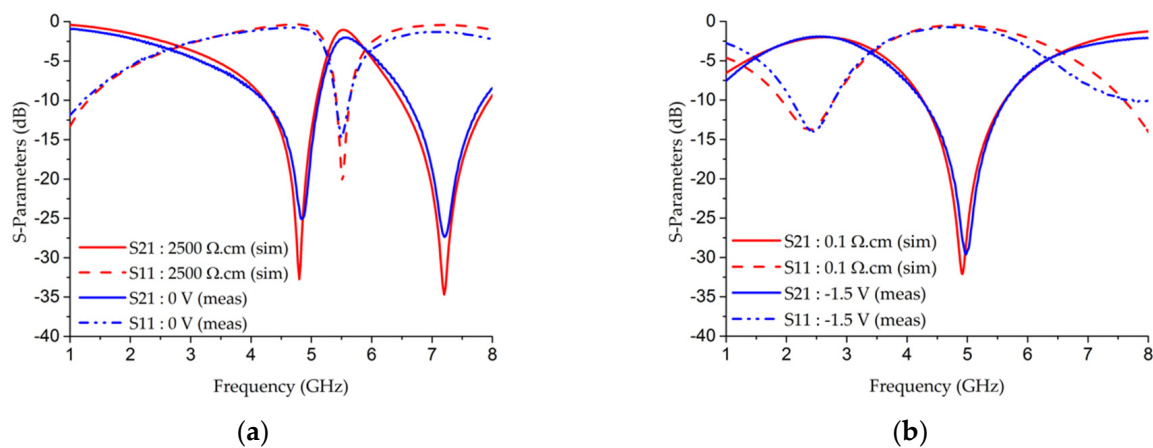 0
-5
-10
-15
-20
-25
-30
-35
-40
S-Parameters (dB)
S21 : 2500 Ω.cm (sim)
S11 : 2500 Ω.cm (sim)
S21 : 0 V (meas)
S11 : 0 V (meas)
1 2 3 4 5 6 7 8
Frequency (GHz)
(a)
0
-5
-10
-15
-20
-25
-30
-35
-40
S-Parameters (dB)
S21 : 0.1 Ω.cm (sim)
S11 : 0.1 Ω.cm (sim)
S21 : -1.5 V (meas)
S11 : -1.5 V (meas)
1 2 3 4 5 6 7 8
Frequency (GHz)
(b)